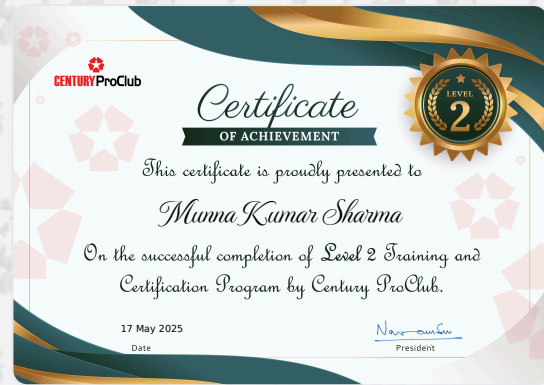 CENTURY ProClub
Certificate
OF ACHIEVEMENT
LEVEL
2
This certificate is proudly presented to
Munna Kumar Sharma
On the successful completion of Level 2 Training and
Certification Program by Century ProClub.
17 May 2025
Date
President